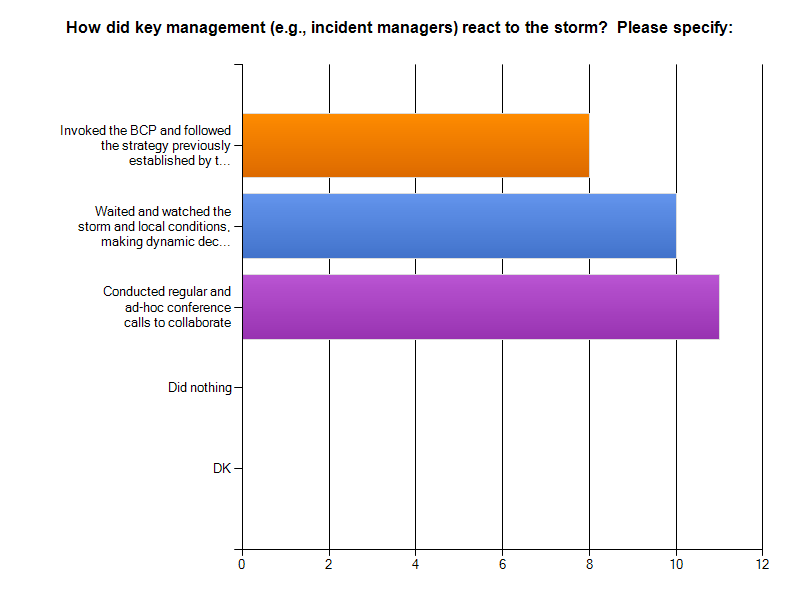 How did key management (e.g., incident managers) react to the storm?  Please specify:
Invoked the BCP and followed
the strategy previously
established by t...
Waited and watched the
storm and local conditions,
making dynamic dec...
Conducted regular and
ad-hoc conference
calls to collaborate
Did nothing
DK
0 2 4 6 8 10 12